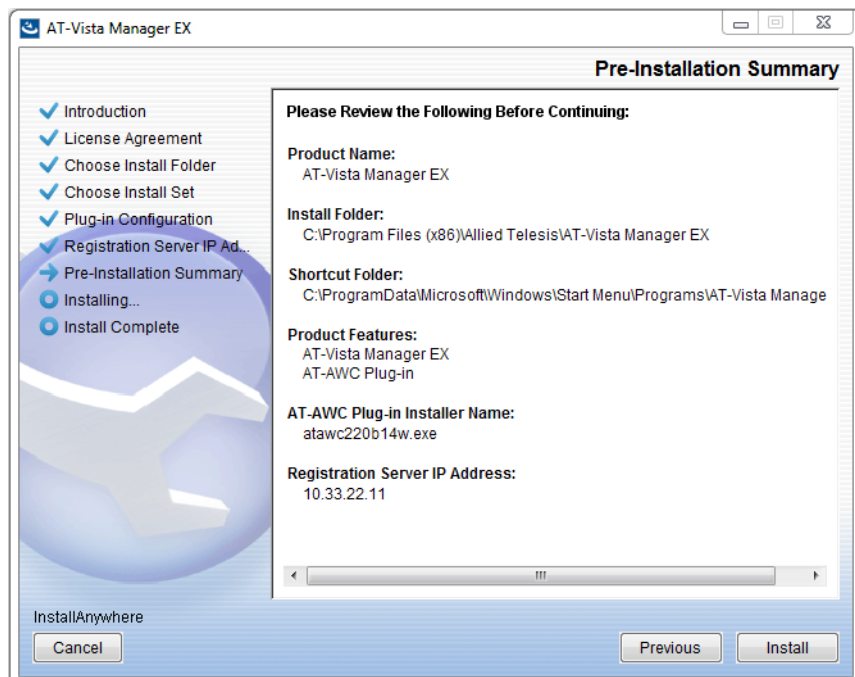 AT-Vista Manager EX
Pre-Installation Summary
Introduction
License Agreement
Choose Install Folder
Choose Install Set
Plug-in Configuration
Registration Server IP Ad...
Pre-Installation Summary
Installing...
Install Complete
Please Review the Following Before Continuing:
Product Name:
AT-Vista Manager EX
Install Folder:
C:\Program Files (x86)\Allied Telesis\AT-Vista Manager EX
Shortcut Folder:
C:\ProgramData\Microsoft\Windows\Start Menu\Programs\AT-Vista Manage
Product Features:
AT-Vista Manager EX
AT-AWC Plug-in
AT-AWC Plug-in Installer Name:
atawc220b14w.exe
Registration Server IP Address:
10.33.22.11
InstallAnywhere
Cancel
Previous
Install